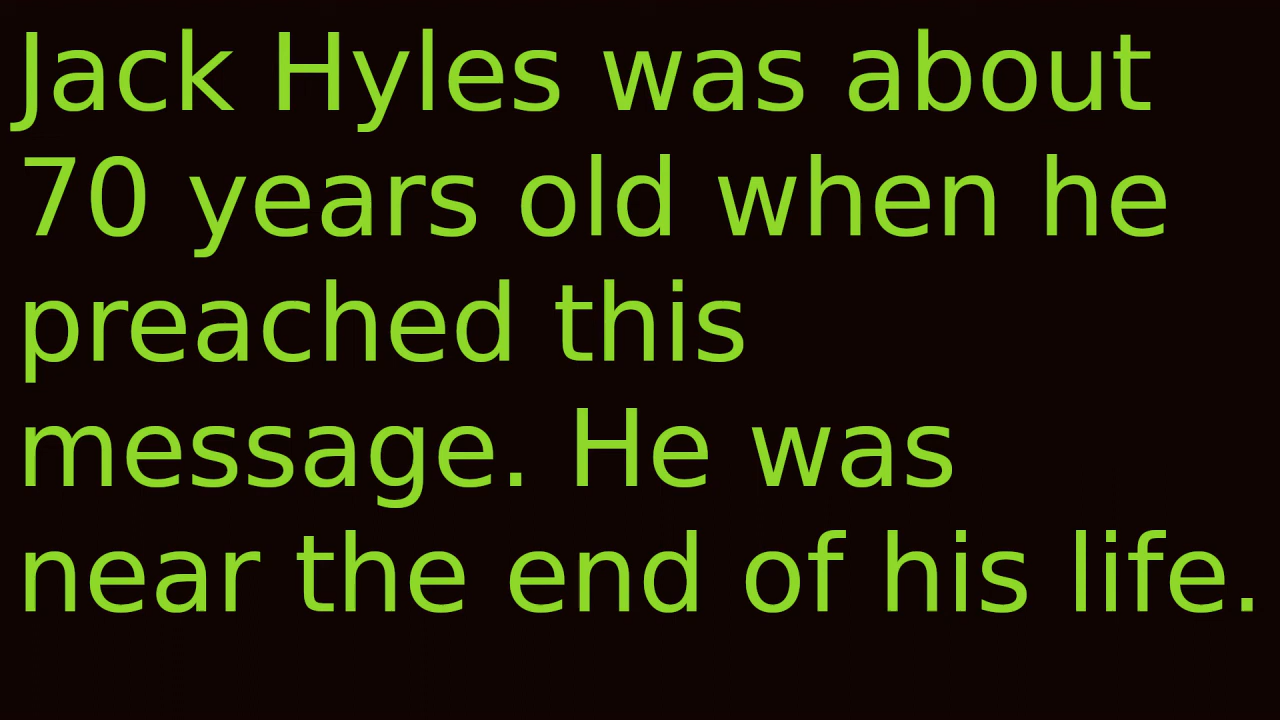 Jack Hyles was about
70 years old when he
preached this
message. He was
near the end of his life.